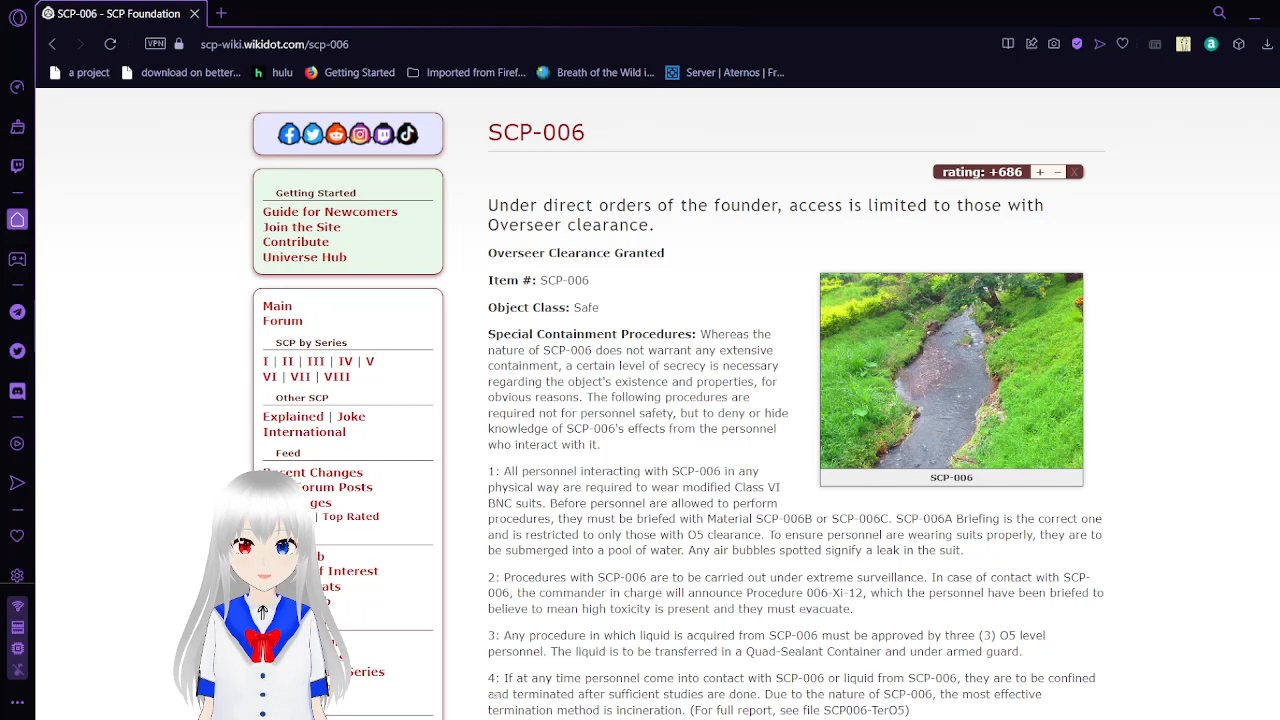 SCP-006 - SCP Foundation
VPN
scp-wiki.wikidot.com/scp-006
a project
download on better...
hulu
Getting Started
Imported from Firef...
Breath of the Wild i...
Server | Aternos | Fr...
Getting Started
Guide for Newcomers
Join the Site
Contribute
Universe Hub
Main
Forum
SCP by Series
I | II | III | IV | V
VI | VII | VIII
Other SCP
Explained | Joke
International
Feed
Recent Changes
Forum Posts
| Top Rated
of Interest
Series
SCP-006
rating: +686 + − X
Under direct orders of the founder, access is limited to those with
Overseer clearance.
Overseer Clearance Granted
Item #: SCP-006
Object Class: Safe
Special Containment Procedures: Whereas the
nature of SCP-006 does not warrant any extensive
containment, a certain level of secrecy is necessary
regarding the object's existence and properties, for
obvious reasons. The following procedures are
required not for personnel safety, but to deny or hide
knowledge of SCP-006's effects from the personnel
who interact with it.
SCP-006
1: All personnel interacting with SCP-006 in any
physical way are required to wear modified Class VI
BNC suits. Before personnel are allowed to perform
procedures, they must be briefed with Material SCP-006B or SCP-006C. SCP-006A Briefing is the correct one
and is restricted to only those with O5 clearance. To ensure personnel are wearing suits properly, they are to
be submerged into a pool of water. Any air bubbles spotted signify a leak in the suit.
2: Procedures with SCP-006 are to be carried out under extreme surveillance. In case of contact with SCP-
006, the commander in charge will announce Procedure 006-Xi-12, which the personnel have been briefed to
believe to mean high toxicity is present and they must evacuate.
3: Any procedure in which liquid is acquired from SCP-006 must be approved by three (3) O5 level
personnel. The liquid is to be transferred in a Quad-Sealant Container and under armed guard.
4: If at any time personnel come into contact with SCP-006 or liquid from SCP-006, they are to be confined
and terminated after sufficient studies are done. Due to the nature of SCP-006, the most effective
termination method is incineration. (For full report, see file SCP006-TerO5)